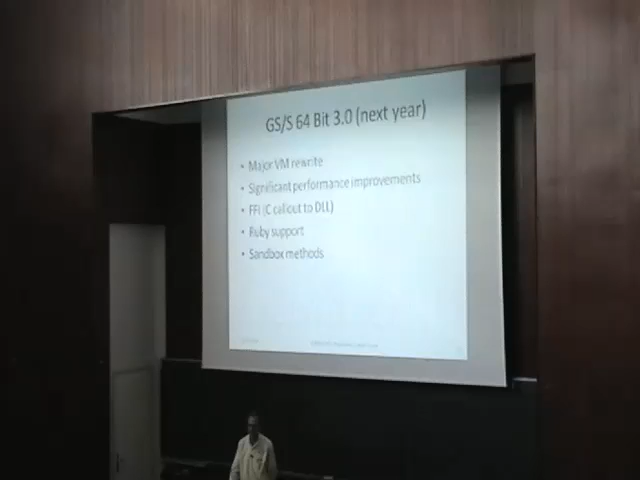 GS/S 64 Bit 3.0 (next year)
• Major VM rewrite
• Significant performance improvements
• FFI (C callout to DLL)
• Ruby support
• Sandbox methods